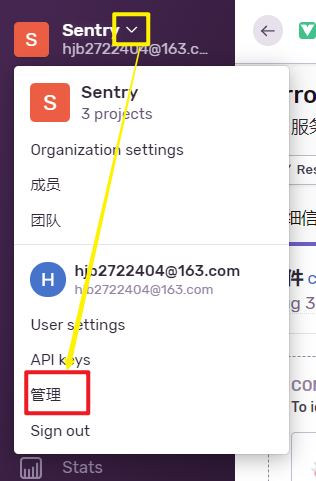 S
Sentry
hjb2722404@163.c...
S
Sentry
3 projects
Organization settings
成员
团队
H
hjb2722404@163.com
hjb2722404@163.com
User settings
API keys
管理
Sign out
Stats
rro
服务
Res
细信
件 C
g 3
CO
To i